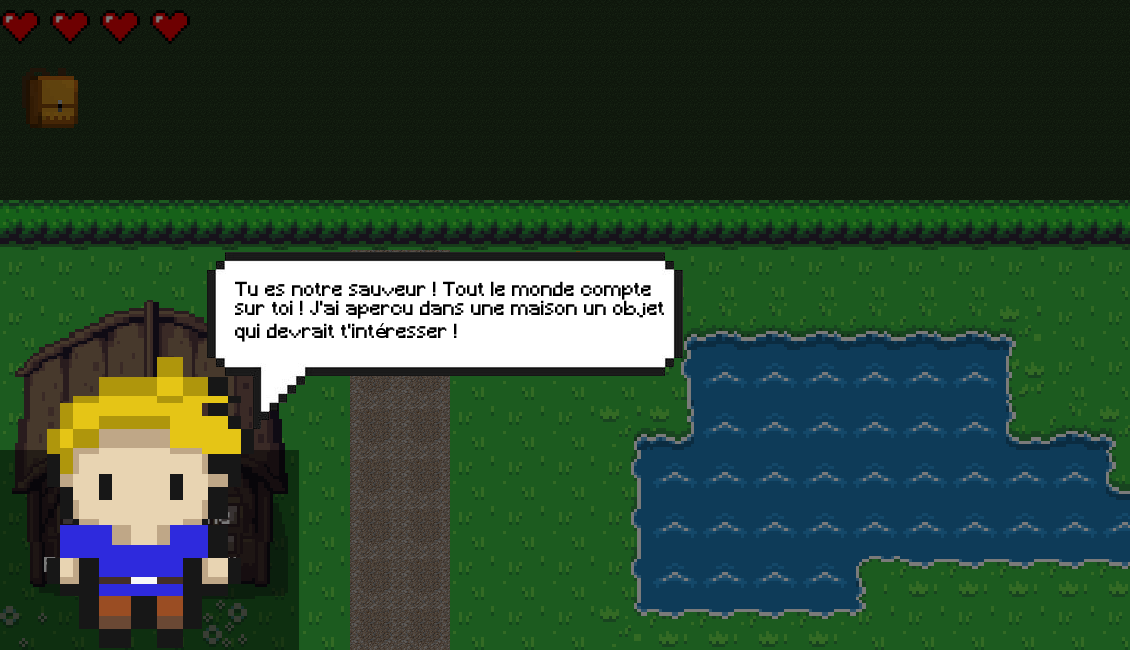 Tu es notre sauveur ! Tout le monde compte
sur toi ! J'ai apercu dans une maison un objet
qui devrait t'intéresser !